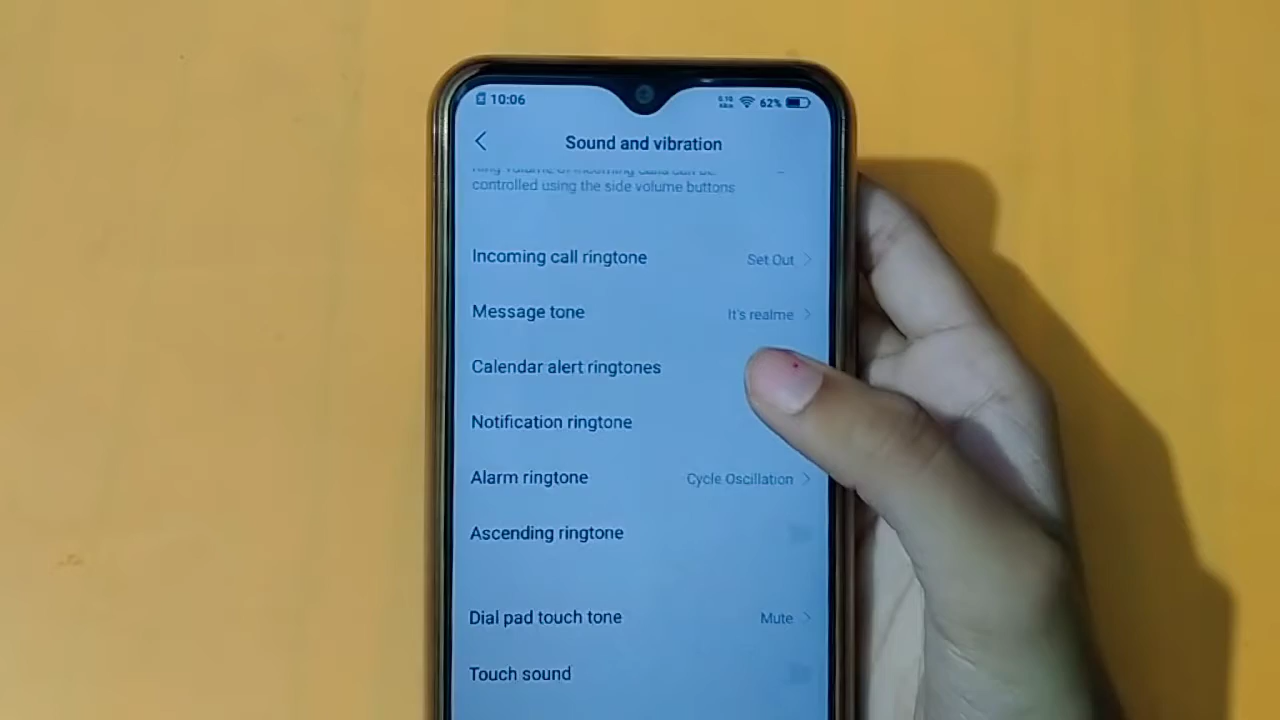 10:06
62%
Sound and vibration
controlled using the side volume buttons
Incoming call ringtone Set Out
Message tone It's realme
Calendar alert ringtones
Notification ringtone
Alarm ringtone Cycle Oscillation
Ascending ringtone
Dial pad touch tone Mute
Touch sound